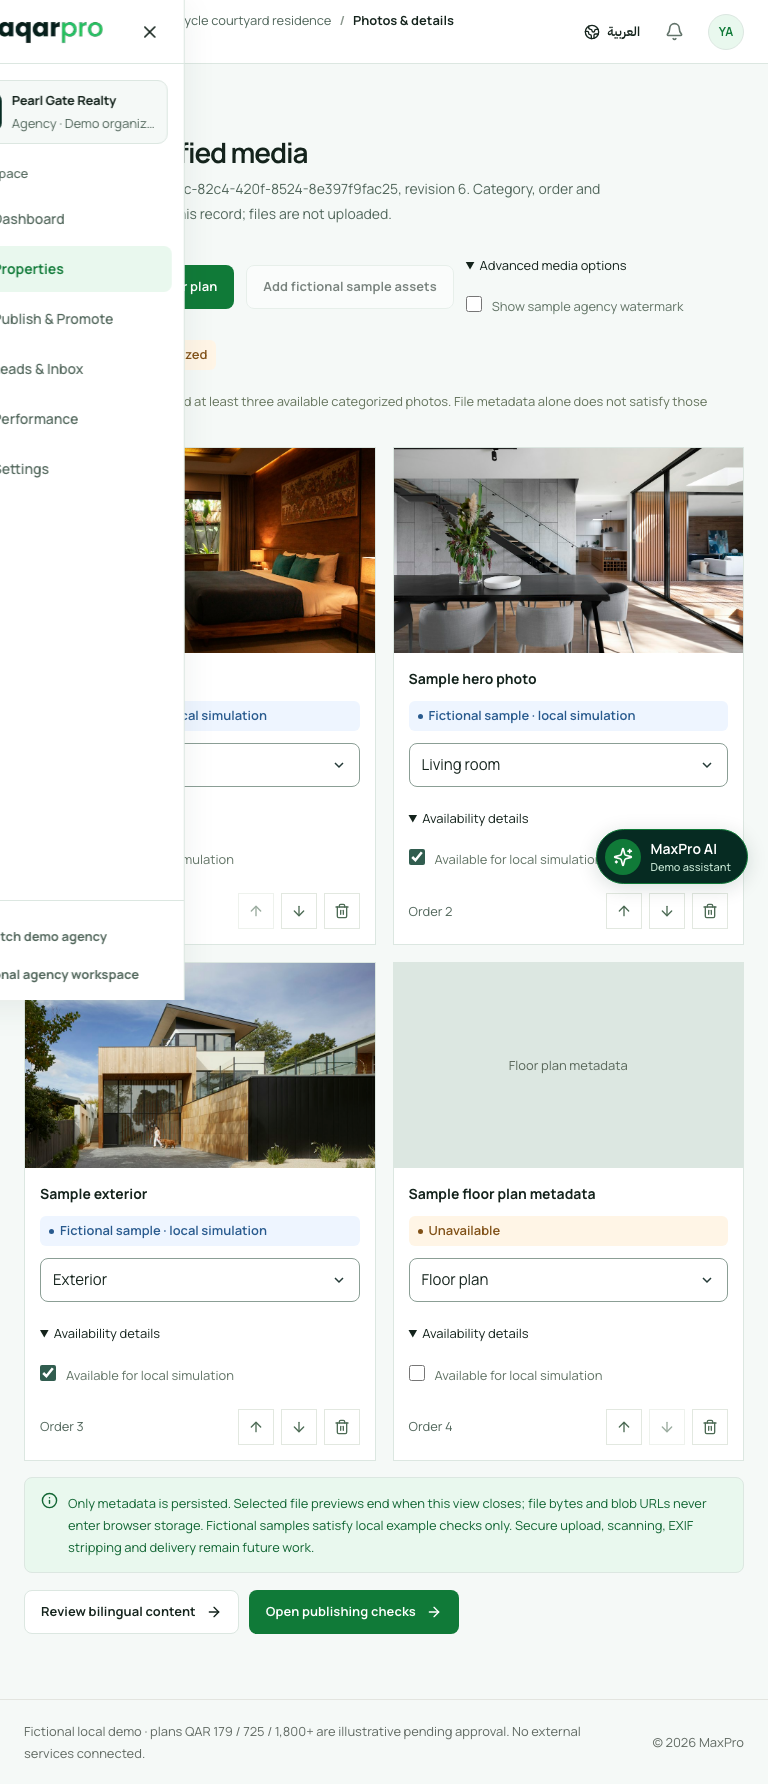 aqarpro
ycle courtyard residence / Photos & details
العربية
YA
Pearl Gate Realty
Agency · Demo organiz...
pace
Dashboard
Properties
Publish & Promote
Leads & Inbox
Performance
Settings
tch demo agency
onal agency workspace
fied media
c-82c4-420f-8524-8e397f9fac25, revision 6. Category, order and
is record; files are not uploaded.
r plan
Add fictional sample assets
Advanced media options
Show sample agency watermark
zed
d at least three available categorized photos. File metadata alone does not satisfy those
cal simulation
mulation
Sample hero photo
Fictional sample · local simulation
Living room
Availability details
Available for local simulation
Order 2
MaxPro AI
Demo assistant
Sample exterior
Fictional sample · local simulation
Exterior
Availability details
Available for local simulation
Order 3
Floor plan metadata
Sample floor plan metadata
Unavailable
Floor plan
Availability details
Available for local simulation
Order 4
Only metadata is persisted. Selected file previews end when this view closes; file bytes and blob URLs never
enter browser storage. Fictional samples satisfy local example checks only. Secure upload, scanning, EXIF
stripping and delivery remain future work.
Review bilingual content
Open publishing checks
Fictional local demo · plans QAR 179 / 725 / 1,800+ are illustrative pending approval. No external
services connected.
© 2026 MaxPro